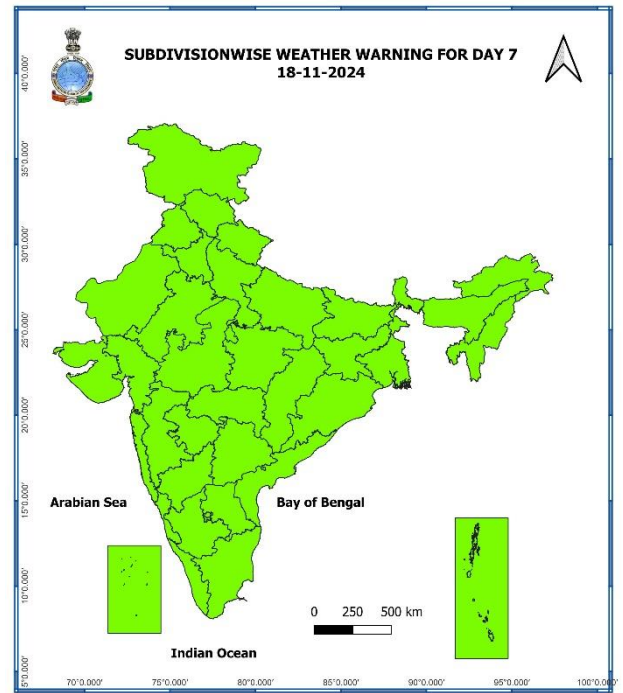 SUBDIVISIONWISE WEATHER WARNING FOR DAY 7
18-11-2024
40°0.000'
35°0.000'
30°0.000'
25°0.000'
20°0.000'
15°0.000'
10°0.000'
5°0.000'
Arabian Sea
Bay of Bengal
0 250 500 km
Indian Ocean
70°0.000' 75°0.000' 80°0.000' 85°0.000' 90°0.000' 95°0.000' 100°0.000'